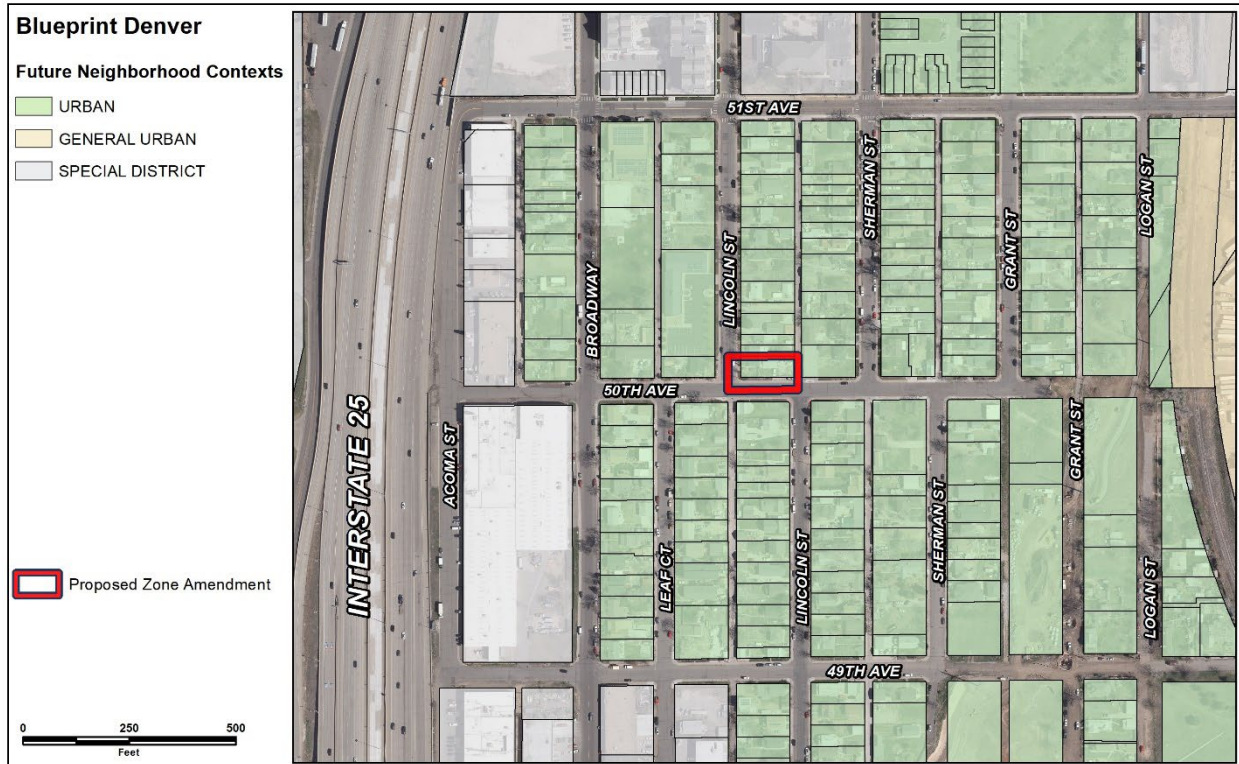 Blueprint Denver
Future Neighborhood Contexts
URBAN
GENERAL URBAN
SPECIAL DISTRICT
Proposed Zone Amendment
0 250 500
Feet
51ST AVE
SHERMAN ST
LOGAN ST
LINCOLN ST
GRANT ST
BROADWAY
50TH AVE
INTERSTATE 25
ACOMA ST
GRANT ST
LEAF CT
LINCOLN ST
SHERMAN ST
LOGAN ST
49TH AVE